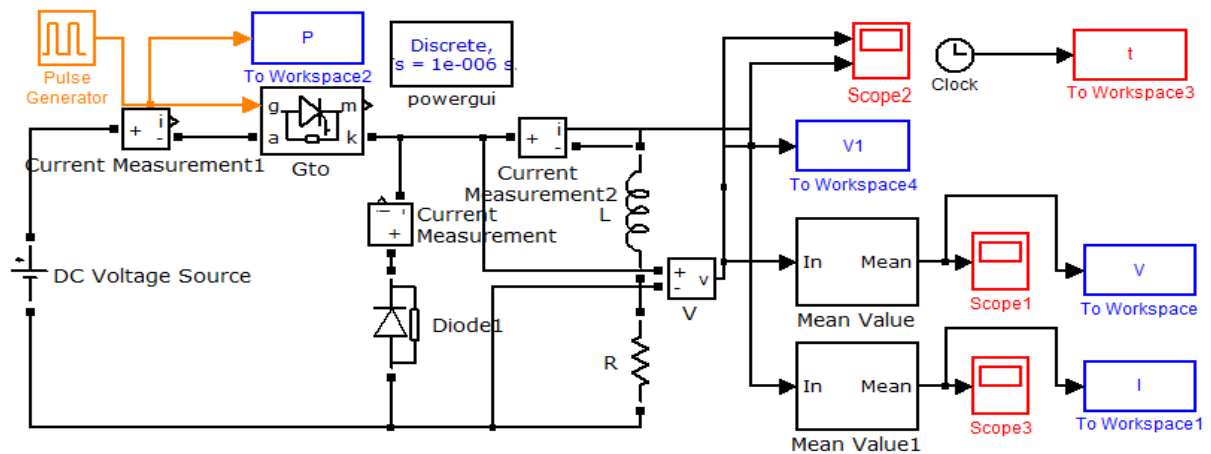 Pulse
Generator
P
To Workspace2
Discrete,
s = 1e-006 s
powergui
Clock
t
To Workspace3
Scope2
+
i
-
Current Measurement1
g
m
a
k
Gto
+
i
-
Current
Measurement2
V1
To Workspace4
L
+
Current
Measurement
DC Voltage Source
+
-
v
V
In
Mean
Mean Value
Scope1
V
To Workspace
Diode1
R
In
Mean
Mean Value1
Scope3
I
To Workspace1